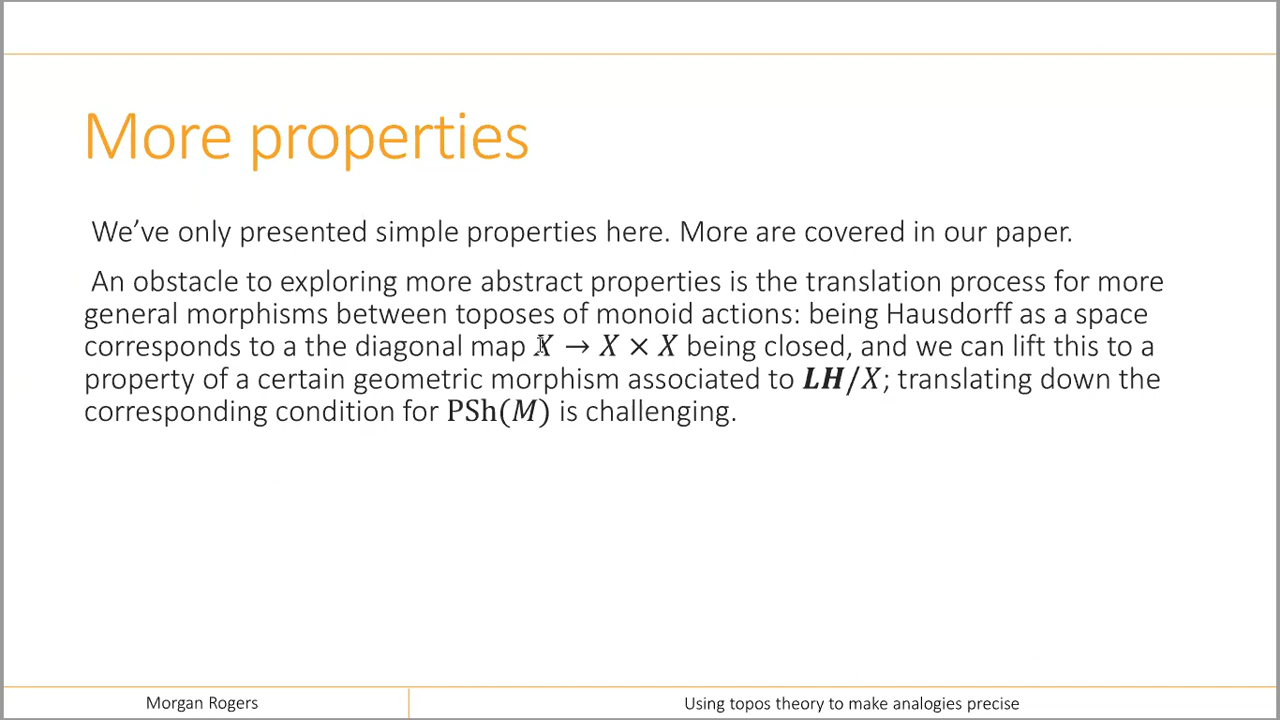 More properties
We’ve only presented simple properties here. More are covered in our paper.
An obstacle to exploring more abstract properties is the translation process for more
general morphisms between toposes of monoid actions: being Hausdorff as a space
corresponds to a the diagonal map X → X × X being closed, and we can lift this to a
property of a certain geometric morphism associated to LH/X; translating down the
corresponding condition for PSh(M) is challenging.
Morgan Rogers
Using topos theory to make analogies precise